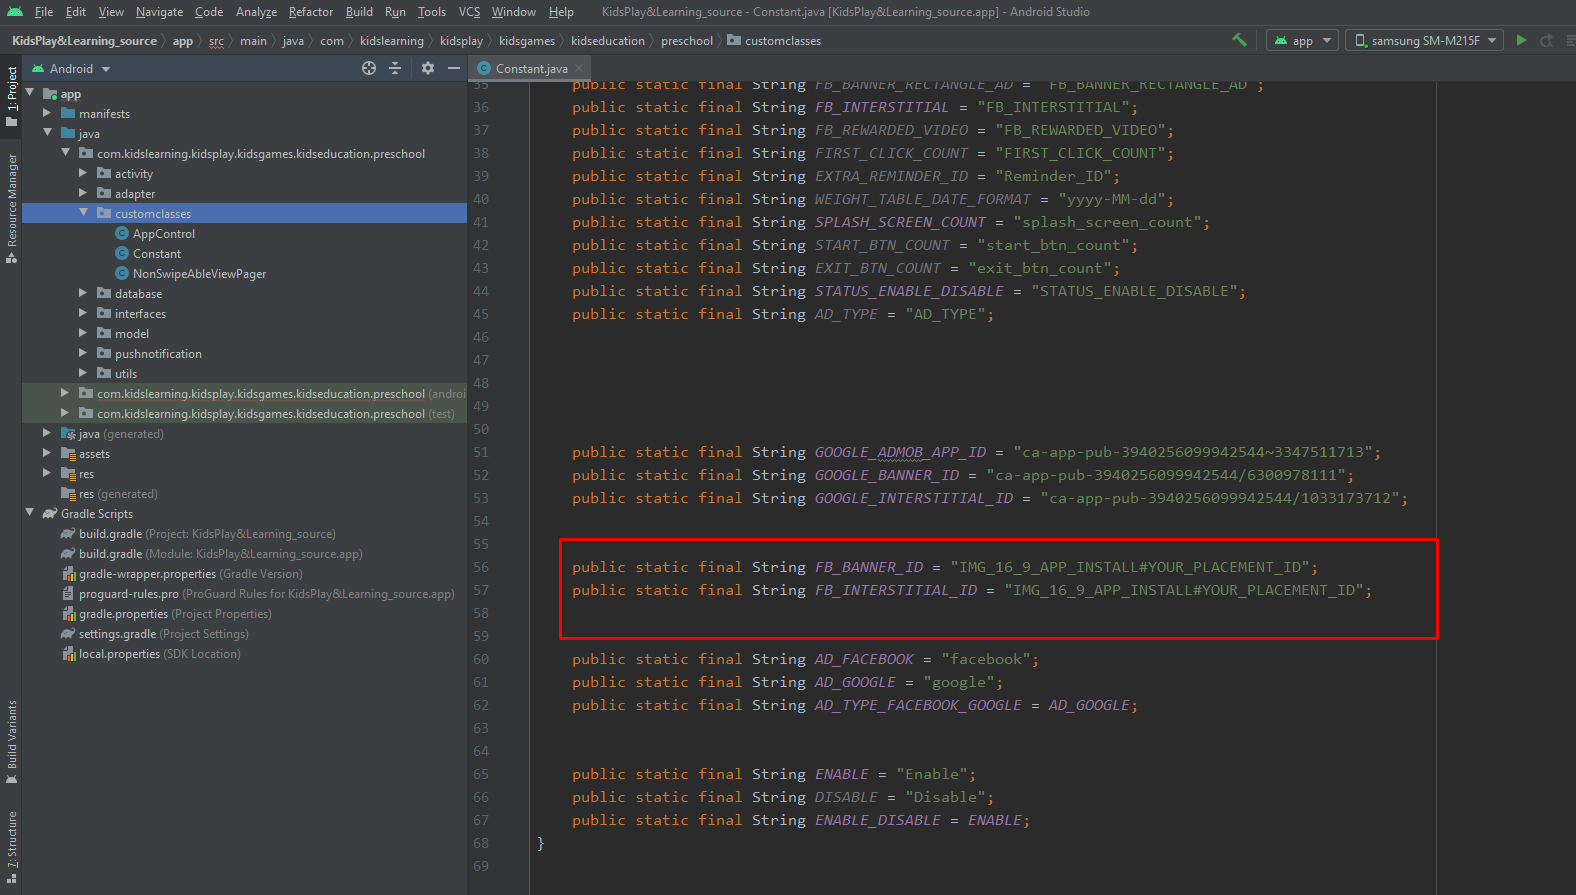 File Edit View Navigate Code Analyze Refactor Build Run Tools VCS Window Help KidsPlay&Learning_source - Constant.java [KidsPlay&Learning_source.app] - Android Studio
KidsPlay&Learning_source app src main java com kidslearning kidsplay kidsgames kidseducation preschool customclasses app samsung SM-M215F
1: Project
Resource Manager
Build Variants
7: Structure
Android
app
manifests
java
com.kidslearning.kidsplay.kidsgames.kidseducation.preschool
activity
adapter
customclasses
AppControl
Constant
NonSwipeAbleViewPager
database
interfaces
model
pushnotification
utils
com.kidslearning.kidsplay.kidsgames.kidseducation.preschool (androi
com.kidslearning.kidsplay.kidsgames.kidseducation.preschool (test)
java (generated)
assets
res
res (generated)
Gradle Scripts
build.gradle (Project: KidsPlay&Learning_source)
build.gradle (Module: KidsPlay&Learning_source.app)
gradle-wrapper.properties (Gradle Version)
proguard-rules.pro (ProGuard Rules for KidsPlay&Learning_source.app)
gradle.properties (Project Properties)
settings.gradle (Project Settings)
local.properties (SDK Location)
Constant.java
35 public static final String FB_BANNER_RECTANGLE_AD = "FB_BANNER_RECTANGLE_AD";
36 public static final String FB_INTERSTITIAL = "FB_INTERSTITIAL";
37 public static final String FB_REWARDED_VIDEO = "FB_REWARDED_VIDEO";
38 public static final String FIRST_CLICK_COUNT = "FIRST_CLICK_COUNT";
39 public static final String EXTRA_REMINDER_ID = "Reminder_ID";
40 public static final String WEIGHT_TABLE_DATE_FORMAT = "yyyy-MM-dd";
41 public static final String SPLASH_SCREEN_COUNT = "splash_screen_count";
42 public static final String START_BTN_COUNT = "start_btn_count";
43 public static final String EXIT_BTN_COUNT = "exit_btn_count";
44 public static final String STATUS_ENABLE_DISABLE = "STATUS_ENABLE_DISABLE";
45 public static final String AD_TYPE = "AD_TYPE";
46
47
48
49
50
51 public static final String GOOGLE_ADMOB_APP_ID = "ca-app-pub-3940256099942544~3347511713";
52 public static final String GOOGLE_BANNER_ID = "ca-app-pub-3940256099942544/6300978111";
53 public static final String GOOGLE_INTERSTITIAL_ID = "ca-app-pub-3940256099942544/1033173712";
54
55
56 public static final String FB_BANNER_ID = "IMG_16_9_APP_INSTALL#YOUR_PLACEMENT_ID";
57 public static final String FB_INTERSTITIAL_ID = "IMG_16_9_APP_INSTALL#YOUR_PLACEMENT_ID";
58
59
60 public static final String AD_FACEBOOK = "facebook";
61 public static final String AD_GOOGLE = "google";
62 public static final String AD_TYPE_FACEBOOK_GOOGLE = AD_GOOGLE;
63
64
65 public static final String ENABLE = "Enable";
66 public static final String DISABLE = "Disable";
67 public static final String ENABLE_DISABLE = ENABLE;
68 }
69